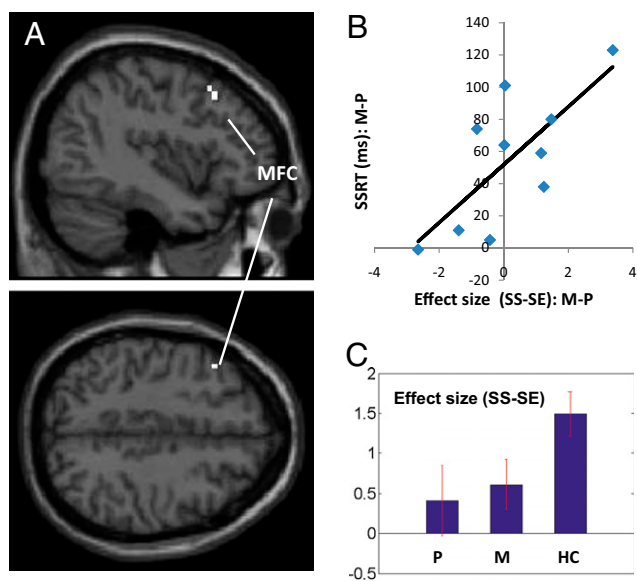 A
MFC
B
SSRT (ms): M-P
140
120
100
80
60
40
20
0
-20
-4
-2
0
2
4
Effect size (SS-SE): M-P
C
Effect size (SS-SE)
2
1.5
1
0.5
0
-0.5
P
M
HC